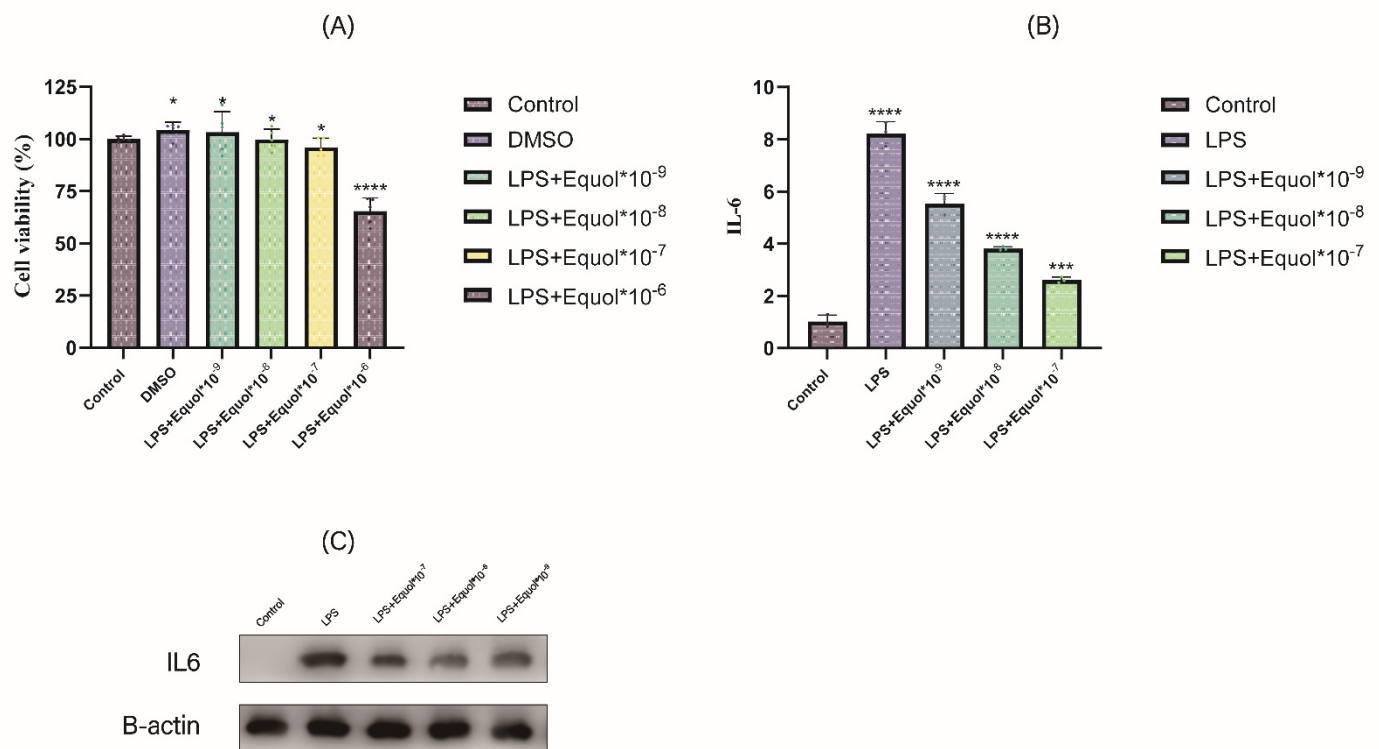 (A)
125
100
75
50
25
0
Cell viability (%)
*
*
*
*
****
Control
DMSO
LPS+Equol*10⁻⁹
LPS+Equol*10⁻⁸
LPS+Equol*10⁻⁷
LPS+Equol*10⁻⁶
Control
DMSO
LPS+Equol*10⁻⁹
LPS+Equol*10⁻⁸
LPS+Equol*10⁻⁷
LPS+Equol*10⁻⁶
(B)
10
8
6
4
2
0
IL-6
****
****
****
***
Control
LPS
LPS+Equol*10⁻⁹
LPS+Equol*10⁻⁸
LPS+Equol*10⁻⁷
Control
LPS
LPS+Equol*10⁻⁹
LPS+Equol*10⁻⁸
LPS+Equol*10⁻⁷
(C)
Control
LPS
LPS+Equol*10⁻⁷
IL6
B-actin